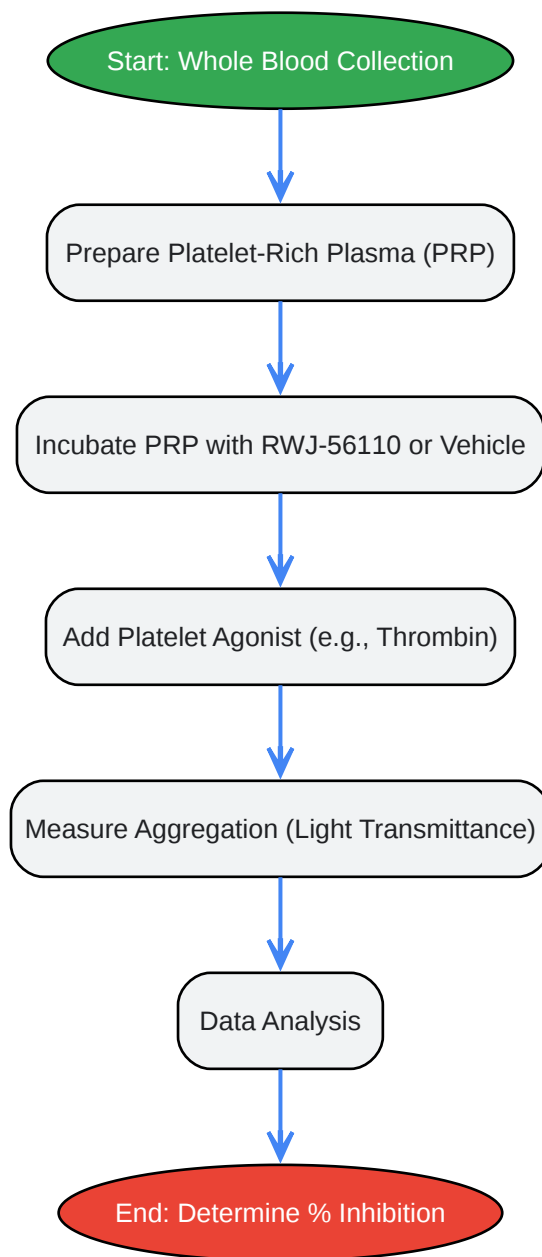 Start: Whole Blood Collection
Prepare Platelet-Rich Plasma (PRP)
Incubate PRP with RWJ-56110 or Vehicle
Add Platelet Agonist (e.g., Thrombin)
Measure Aggregation (Light Transmittance)
Data Analysis
End: Determine % Inhibition